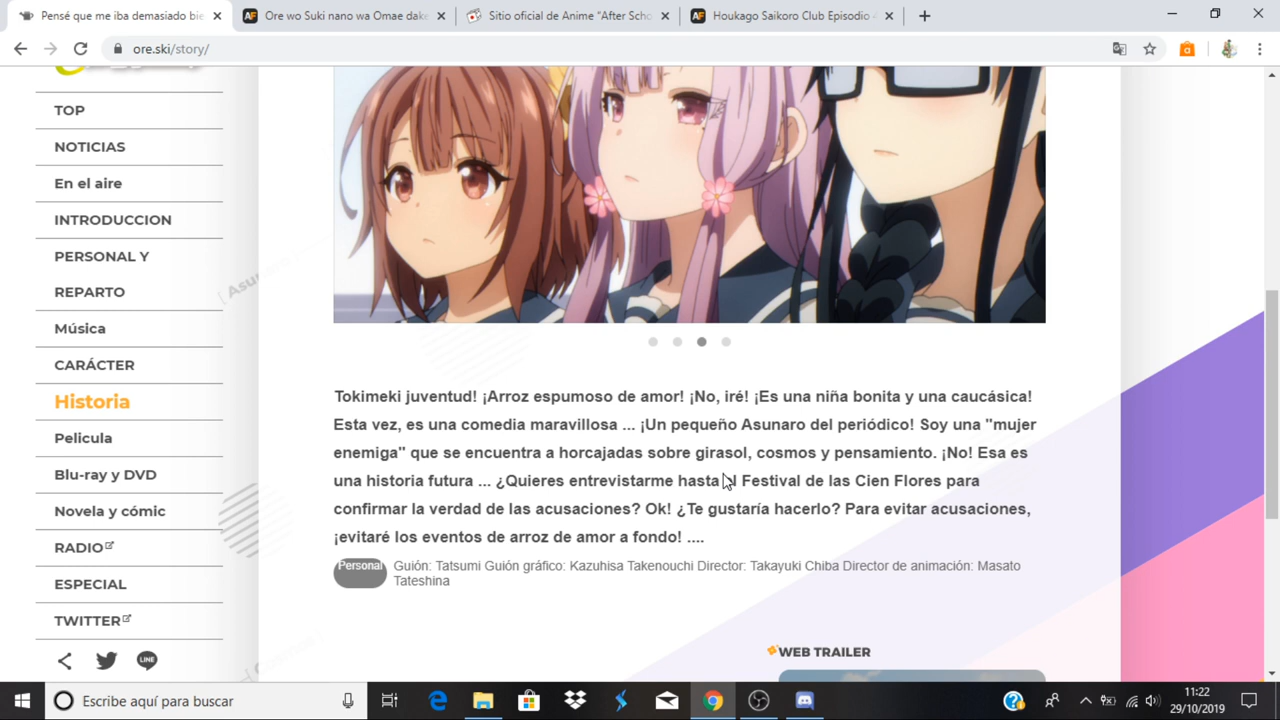 Pensé que me iba demasiado bie
Ore wo Suki nano wa Omae dake
Sitio oficial de Anime "After Scho
Houkago Saikoro Club Episodio 4
ore.ski/story/
TOP
NOTICIAS
En el aire
INTRODUCCION
PERSONAL Y
REPARTO
Música
CARÁCTER
Historia
Pelicula
Blu-ray y DVD
Novela y cómic
RADIO
ESPECIAL
TWITTER
LINE
Tokimeki juventud! ¡Arroz espumoso de amor! ¡No, iré! ¡Es una niña bonita y una caucásica!
Esta vez, es una comedia maravillosa ... ¡Un pequeño Asunaro del periódico! Soy una "mujer
enemiga" que se encuentra a horcajadas sobre girasol, cosmos y pensamiento. ¡No! Esa es
una historia futura ... ¿Quieres entrevistarme hasta el Festival de las Cien Flores para
confirmar la verdad de las acusaciones? Ok! ¿Te gustaría hacerlo? Para evitar acusaciones,
¡evitaré los eventos de arroz de amor a fondo! ....
Personal
Guión: Tatsumi Guión gráfico: Kazuhisa Takenouchi Director: Takayuki Chiba Director de animación: Masato
Tateshina
WEB TRAILER
Escribe aquí para buscar
11:22
29/10/2019